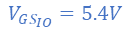 V_{GS_{IO}} = 5.4V